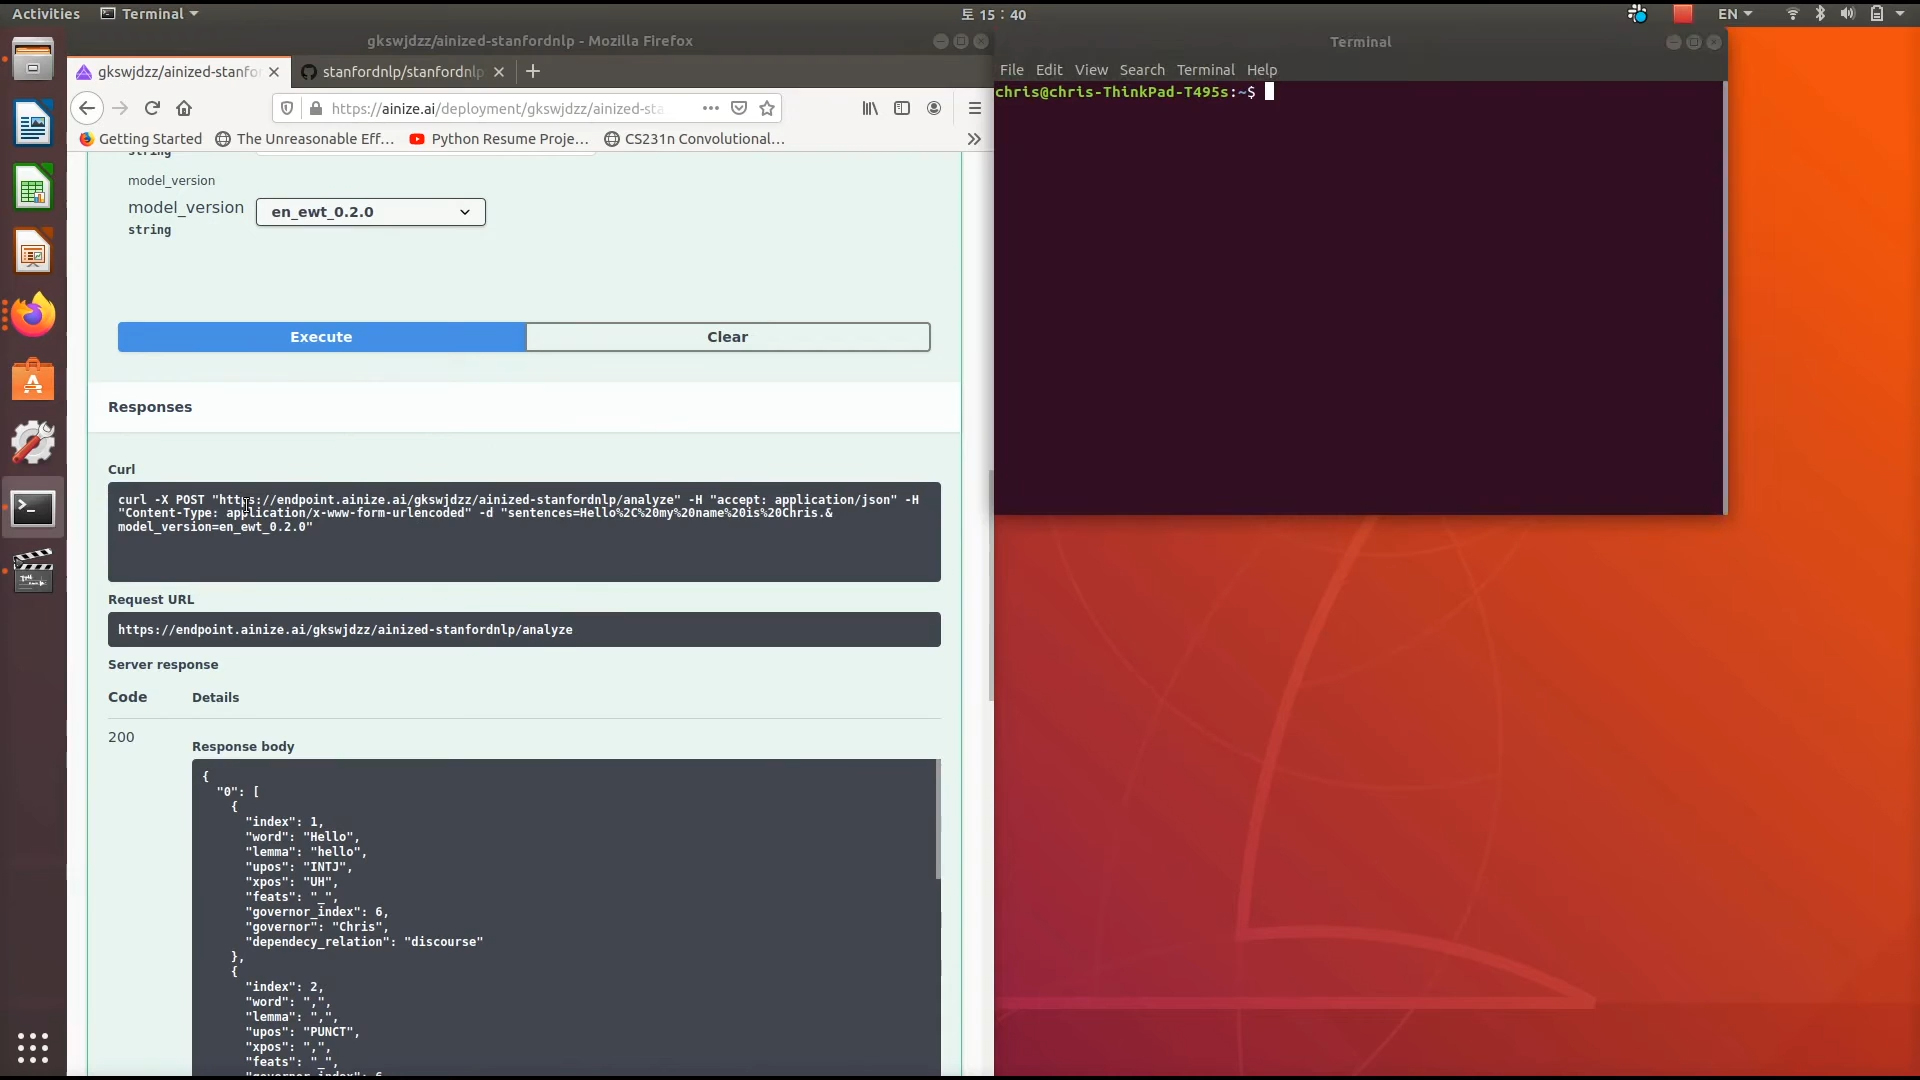 Activities
Terminal
토 15 : 40
EN
gkswjdzz/ainized-stanfordnlp - Mozilla Firefox
gkswjdzz/ainized-stanfor
stanfordnlp/stanfordnlp
https://ainize.ai/deployment/gkswjdzz/ainized-sta
Getting Started
The Unreasonable Eff…
Python Resume Proje…
CS231n Convolutional…
string
model_version
model_version
en_ewt_0.2.0
string
Execute
Clear
Responses
Curl
curl -X POST "https://endpoint.ainize.ai/gkswjdzz/ainized-stanfordnlp/analyze" -H "accept: application/json" -H
"Content-Type: application/x-www-form-urlencoded" -d "sentences=Hello%2C%20my%20name%20is%20Chris.&
model_version=en_ewt_0.2.0"
Request URL
https://endpoint.ainize.ai/gkswjdzz/ainized-stanfordnlp/analyze
Server response
Code
Details
200
Response body
{
"0": [
{
"index": 1,
"word": "Hello",
"lemma": "hello",
"upos": "INTJ",
"xpos": "UH",
"feats": "_",
"governor_index": 6,
"governor": "Chris",
"dependecy_relation": "discourse"
},
{
"index": 2,
"word": ",",
"lemma": ",",
"upos": "PUNCT",
"xpos": ",",
"feats": "_",
"governor_index": 6
Terminal
File Edit View Search Terminal Help
chris@chris-ThinkPad-T495s:~$